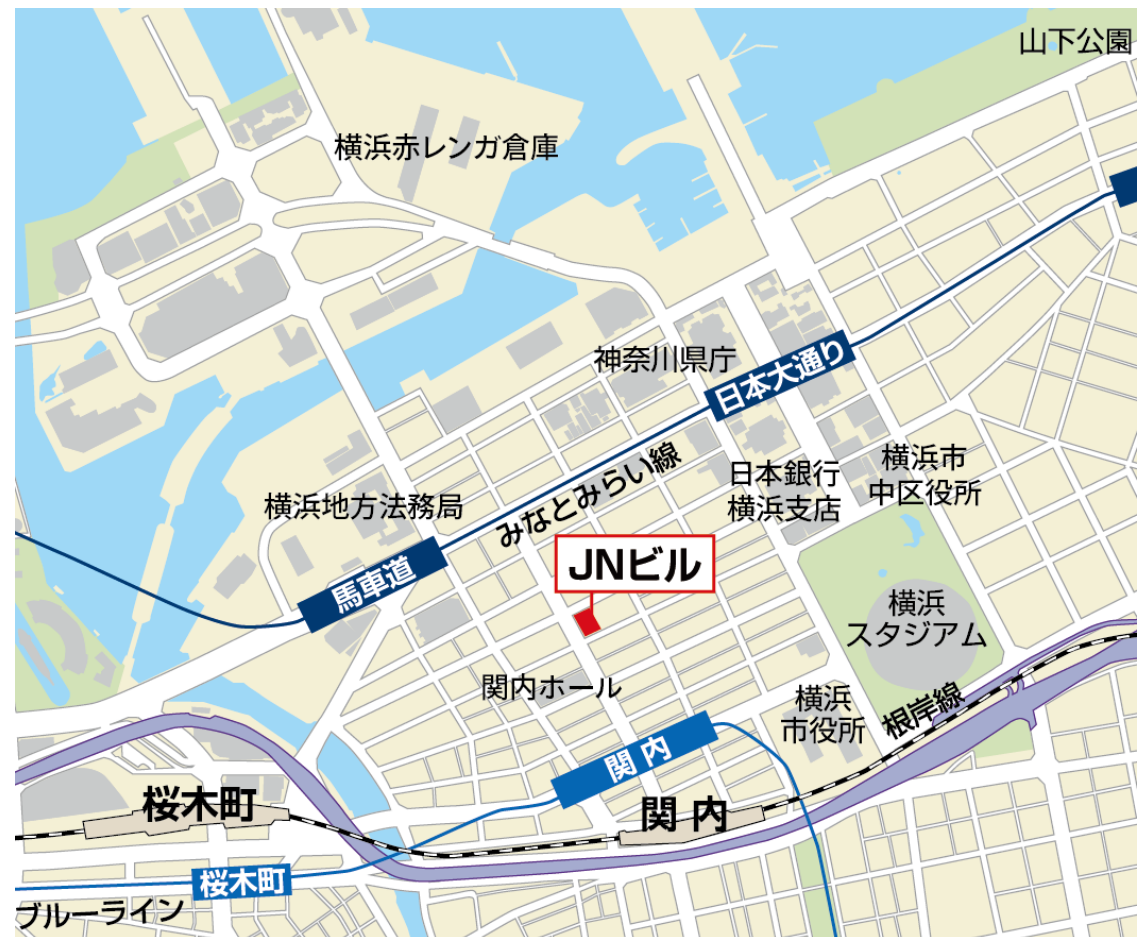 山下公園
横浜赤レンガ倉庫
神奈川県庁
日本大通り
みなとみらい線
横浜市
中区役所
日本銀行
横浜支店
横浜地方法務局
馬車道
JNビル
横浜
スタジアム
関内ホール
横浜
市役所
根岸線
関内
桜木町
関内
桜木町
ブルーライン